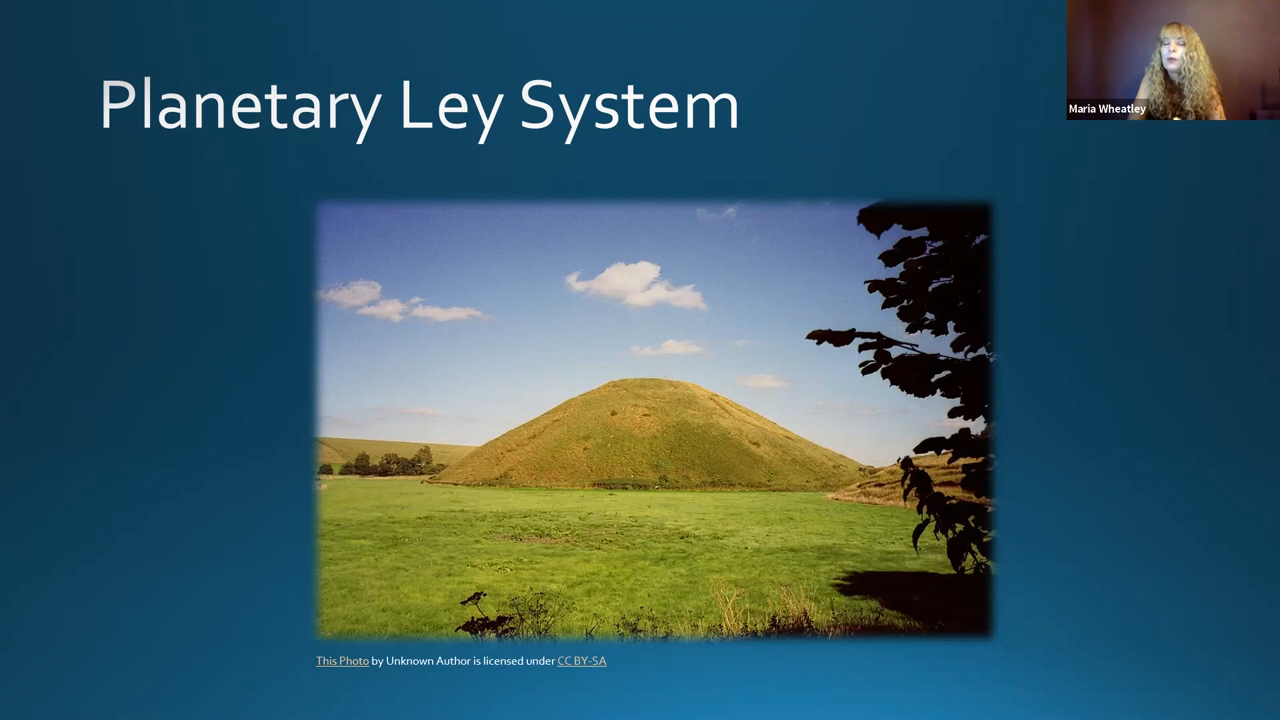 Planetary Ley System
Maria Wheatley
This Photo by Unknown Author is licensed under CC BY-SA